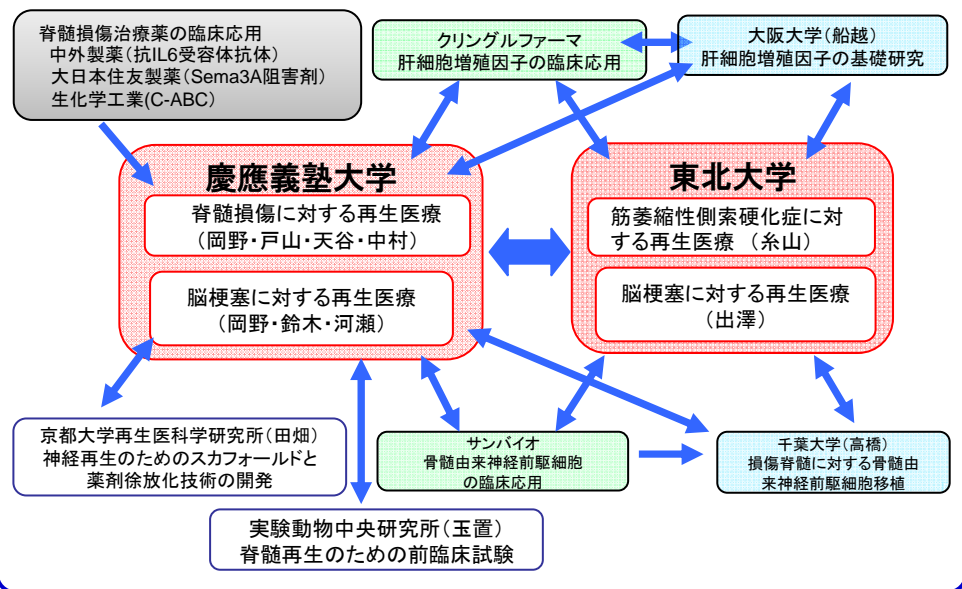 脊髄損傷治療薬の臨床応用
中外製薬(抗IL6受容体抗体)
大日本住友製薬(Sema3A阻害剤)
生化学工業(C-ABC)
クリングルファーマ
肝細胞増殖因子の臨床応用
大阪大学(船越)
肝細胞増殖因子の基礎研究
慶應義塾大学
脊髄損傷に対する再生医療
(岡野・戸山・天谷・中村)
脳梗塞に対する再生医療
(岡野・鈴木・河瀬)
東北大学
筋萎縮性側索硬化症に対
する再生医療 (糸山)
脳梗塞に対する再生医療
(出澤)
京都大学再生医科学研究所(田畑)
神経再生のためのスカフォールドと
薬剤徐放化技術の開発
サンバイオ
骨髄由来神経前駆細胞
の臨床応用
千葉大学(高橋)
損傷脊髄に対する骨髄由
来神経前駆細胞移植
実験動物中央研究所(玉置)
脊髄再生のための前臨床試験